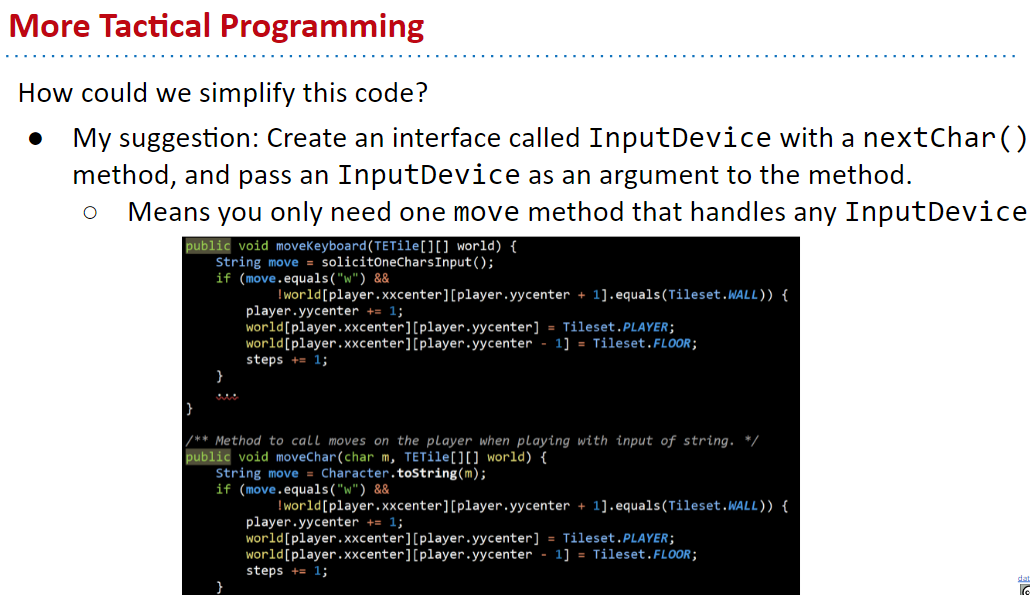 More Tactical Programming
How could we simplify this code?
● My suggestion: Create an interface called InputDevice with a nextChar()
method, and pass an InputDevice as an argument to the method.
○ Means you only need one move method that handles any InputDevice
public void moveKeyboard(TETile[][] world) {
String move = solicitOneCharsInput();
if (move.equals("w") &&
!world[player.xxcenter][player.yycenter + 1].equals(Tileset.WALL)) {
player.yycenter += 1;
world[player.xxcenter][player.yycenter] = Tileset.PLAYER;
world[player.xxcenter][player.yycenter - 1] = Tileset.FLOOR;
steps += 1;
}
...
}
/** Method to call moves on the player when playing with input of string. */
public void moveChar(char m, TETile[][] world) {
String move = Character.toString(m);
if (move.equals("w") &&
!world[player.xxcenter][player.yycenter + 1].equals(Tileset.WALL)) {
player.yycenter += 1;
world[player.xxcenter][player.yycenter] = Tileset.PLAYER;
world[player.xxcenter][player.yycenter - 1] = Tileset.FLOOR;
steps += 1;
}
dat